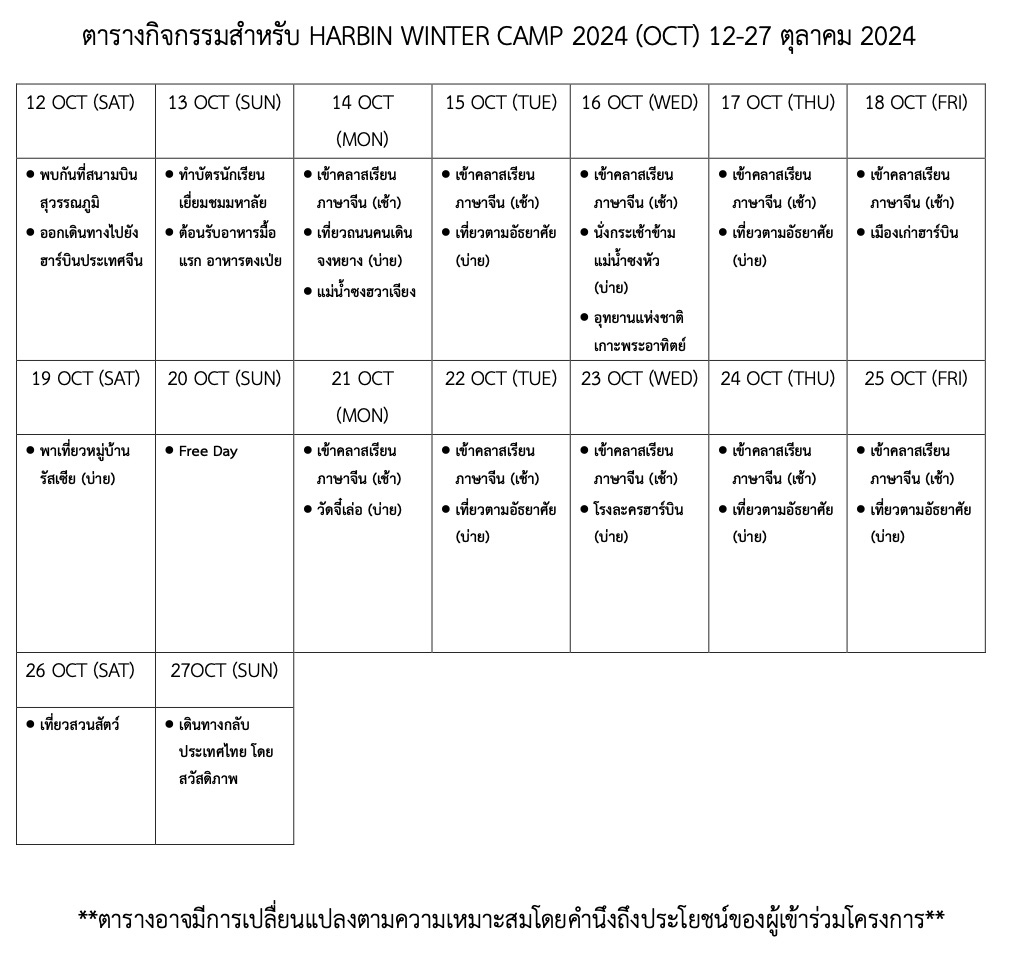 ตารางกิจกรรมสำหรับ HARBIN WINTER CAMP 2024 (OCT) 12-27 ตุลาคม 2024
12 OCT (SAT)
13 OCT (SUN)
14 OCT
(MON)
15 OCT (TUE)
16 OCT (WED)
17 OCT (THU)
18 OCT (FRI)
● พบกันที่สนามบิน
สุวรรณภูมิ
● ออกเดินทางไปยัง
ฮาร์บินประเทศจีน
● ทำบัตรนักเรียน
เยี่ยมชมมหาลัย
● ต้อนรับอาหารมื้อ
แรก อาหารตงเป่ย
● เข้าคลาสเรียน
ภาษาจีน (เช้า)
● เที่ยวถนนคนเดิน
จงหยาง (บ่าย)
● แม่น้ำซงฮวาเจียง
● เข้าคลาสเรียน
ภาษาจีน (เช้า)
● เที่ยวตามอัธยาศัย
(บ่าย)
● เข้าคลาสเรียน
ภาษาจีน (เช้า)
● นั่งกระเช้าข้าม
แม่น้ำซงหัว
(บ่าย)
● อุทยานแห่งชาติ
เกาะพระอาทิตย์
● เข้าคลาสเรียน
ภาษาจีน (เช้า)
● เที่ยวตามอัธยาศัย
(บ่าย)
● เข้าคลาสเรียน
ภาษาจีน (เช้า)
● เมืองเก่าฮาร์บิน
19 OCT (SAT)
20 OCT (SUN)
21 OCT
(MON)
22 OCT (TUE)
23 OCT (WED)
24 OCT (THU)
25 OCT (FRI)
● พาเที่ยวหมู่บ้าน
รัสเซีย (บ่าย)
● Free Day
● เข้าคลาสเรียน
ภาษาจีน (เช้า)
● วัดจี๋เล่อ (บ่าย)
● เข้าคลาสเรียน
ภาษาจีน (เช้า)
● เที่ยวตามอัธยาศัย
(บ่าย)
● เข้าคลาสเรียน
ภาษาจีน (เช้า)
● โรงละครฮาร์บิน
(บ่าย)
● เข้าคลาสเรียน
ภาษาจีน (เช้า)
● เที่ยวตามอัธยาศัย
(บ่าย)
● เข้าคลาสเรียน
ภาษาจีน (เช้า)
● เที่ยวตามอัธยาศัย
(บ่าย)
26 OCT (SAT)
27OCT (SUN)
● เที่ยวสวนสัตว์
● เดินทางกลับ
ประเทศไทย โดย
สวัสดิภาพ
**ตารางอาจมีการเปลี่ยนแปลงตามความเหมาะสมโดยคำนึงถึงประโยชน์ของผู้เข้าร่วมโครงการ**